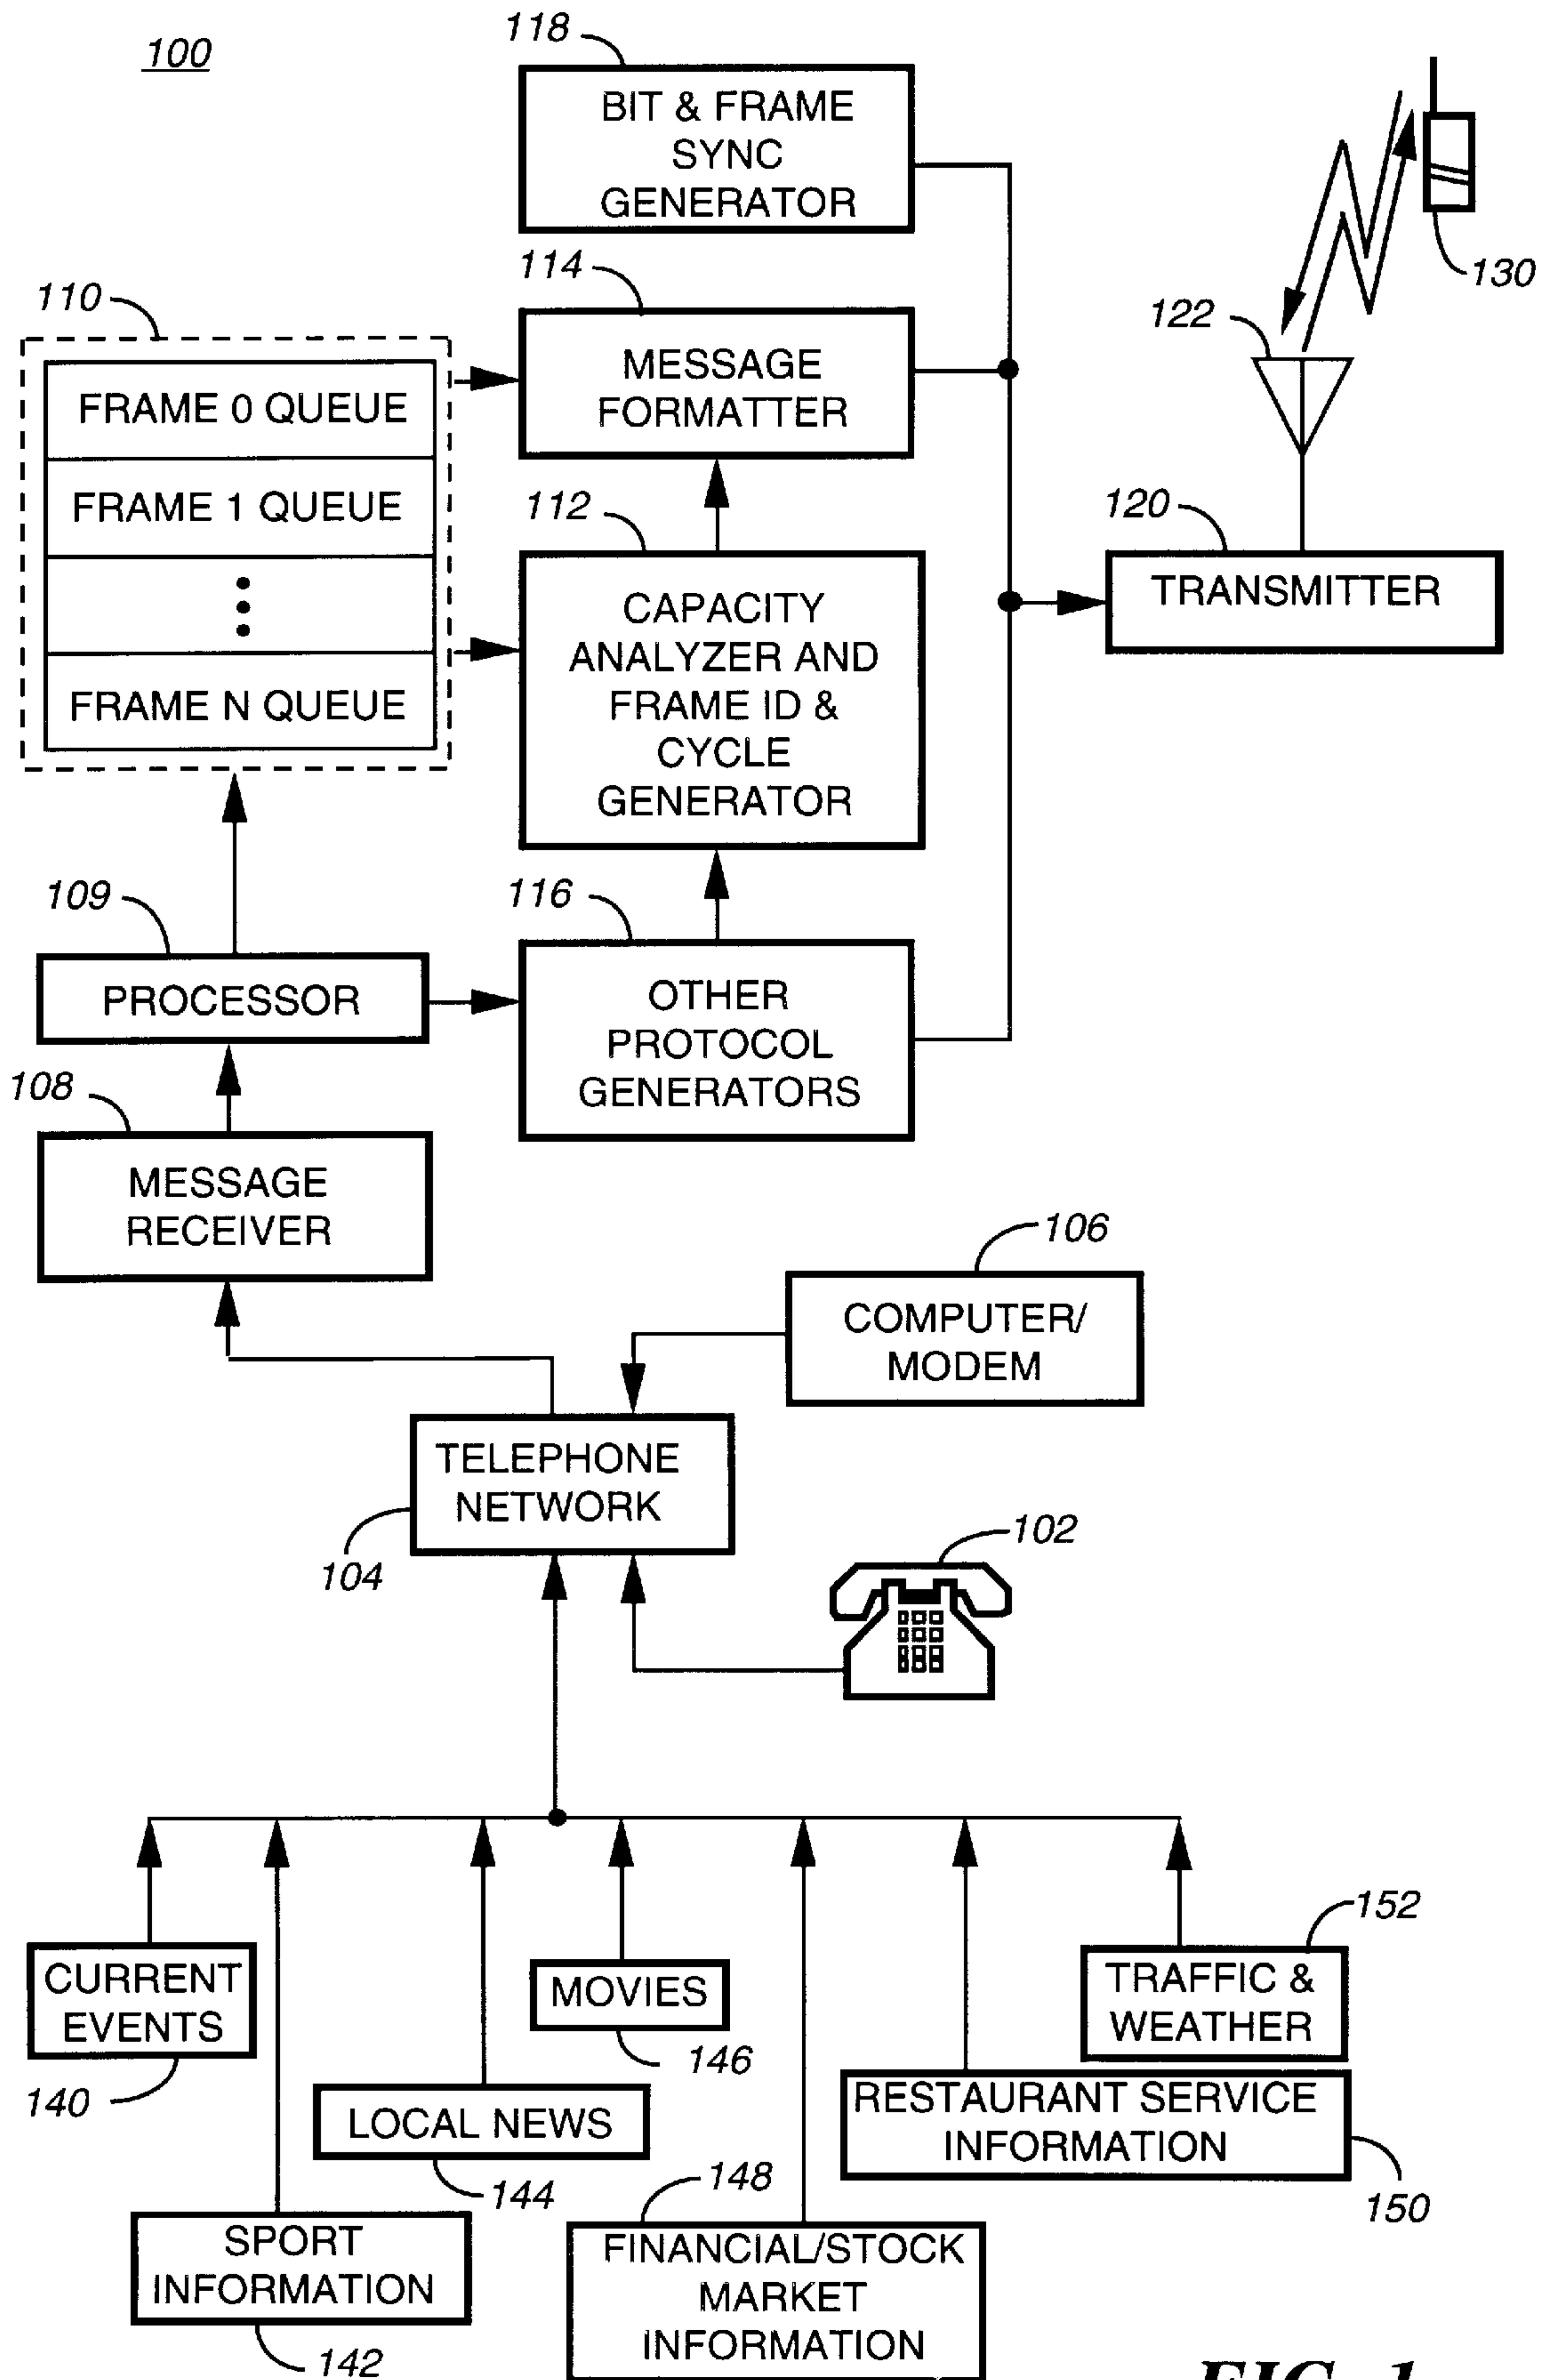 100
118
BIT & FRAME
SYNC
GENERATOR
130
114
MESSAGE
FORMATTER
110
FRAME 0 QUEUE
FRAME 1 QUEUE
FRAME N QUEUE
122
112
CAPACITY
ANALYZER AND
FRAME ID &
CYCLE
GENERATOR
120
TRANSMITTER
109
PROCESSOR
116
OTHER
PROTOCOL
GENERATORS
108
MESSAGE
RECEIVER
106
COMPUTER/
MODEM
TELEPHONE
NETWORK
104
102
CURRENT
EVENTS
140
MOVIES
146
152
TRAFFIC &
WEATHER
LOCAL NEWS
144
RESTAURANT SERVICE
INFORMATION
150
SPORT
INFORMATION
142
148
FINANCIAL/STOCK
MARKET
INFORMATION